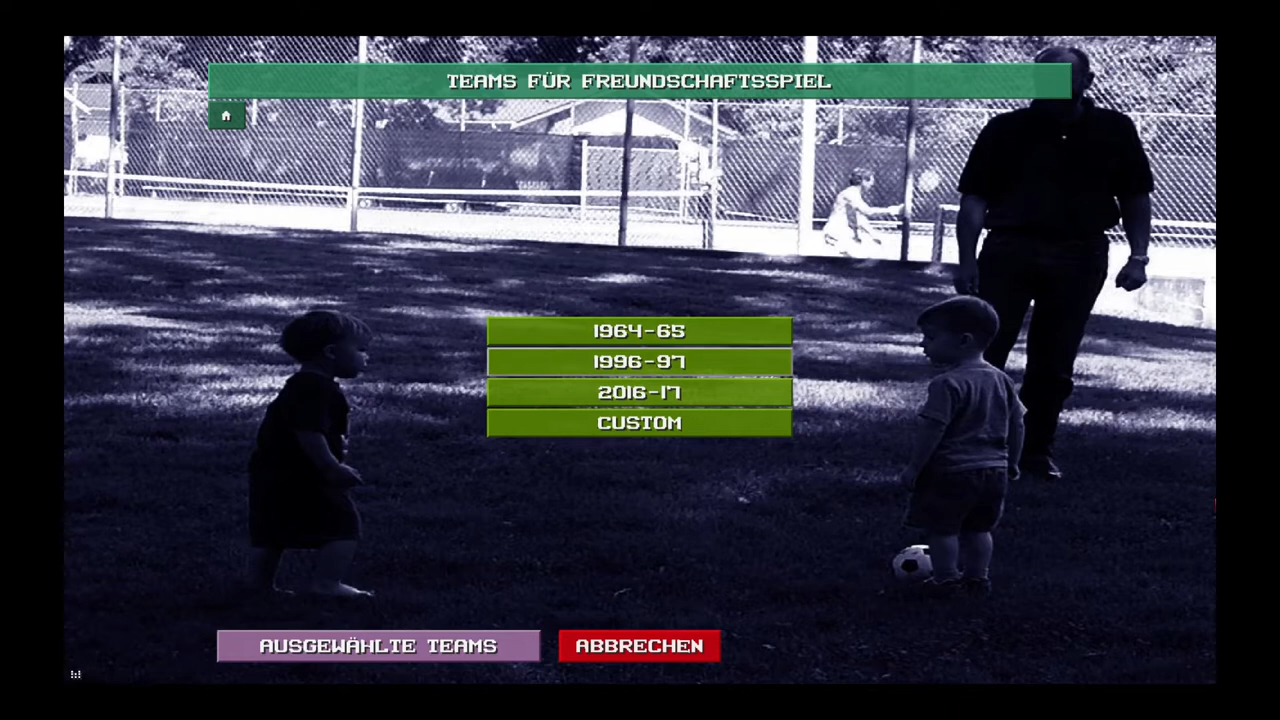 TEAMS FÜR FREUNDSCHAFTSSPIEL
1964-65
1996-97
2016-17
CUSTOM
AUSGEWÄHLTE TEAMS
ABBRECHEN